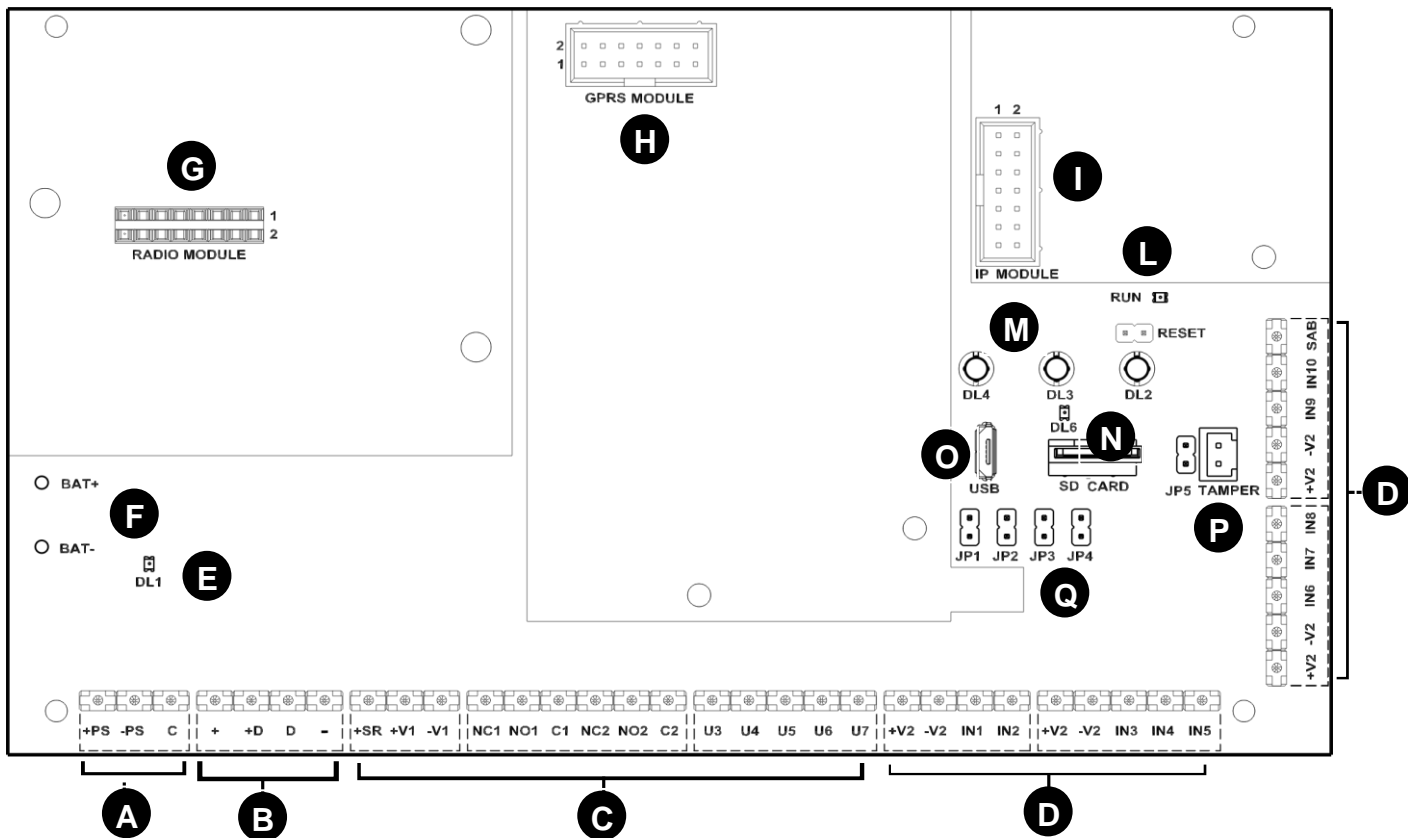 2
1
GPRS MODULE
H
1 2
I
IP MODULE
G
1
2
RADIO MODULE
L
RUN
RESET
M
DL4 DL3 DL2
DL6
N
O
USB
SD CARD
JP5 TAMPER
P
JP1 JP2 JP3 JP4
Q
SAB
IN10
IN9
-V2
+V2
IN8
IN7
IN6
-V2
+V2
D
BAT+
F
BAT-
DL1
E
+PS -PS C + +D D - +SR +V1 -V1 NC1 NO1 C1 NC2 NO2 C2 U3 U4 U5 U6 U7 +V2 -V2 IN1 IN2 +V2 -V2 IN3 IN4 IN5
A B C D